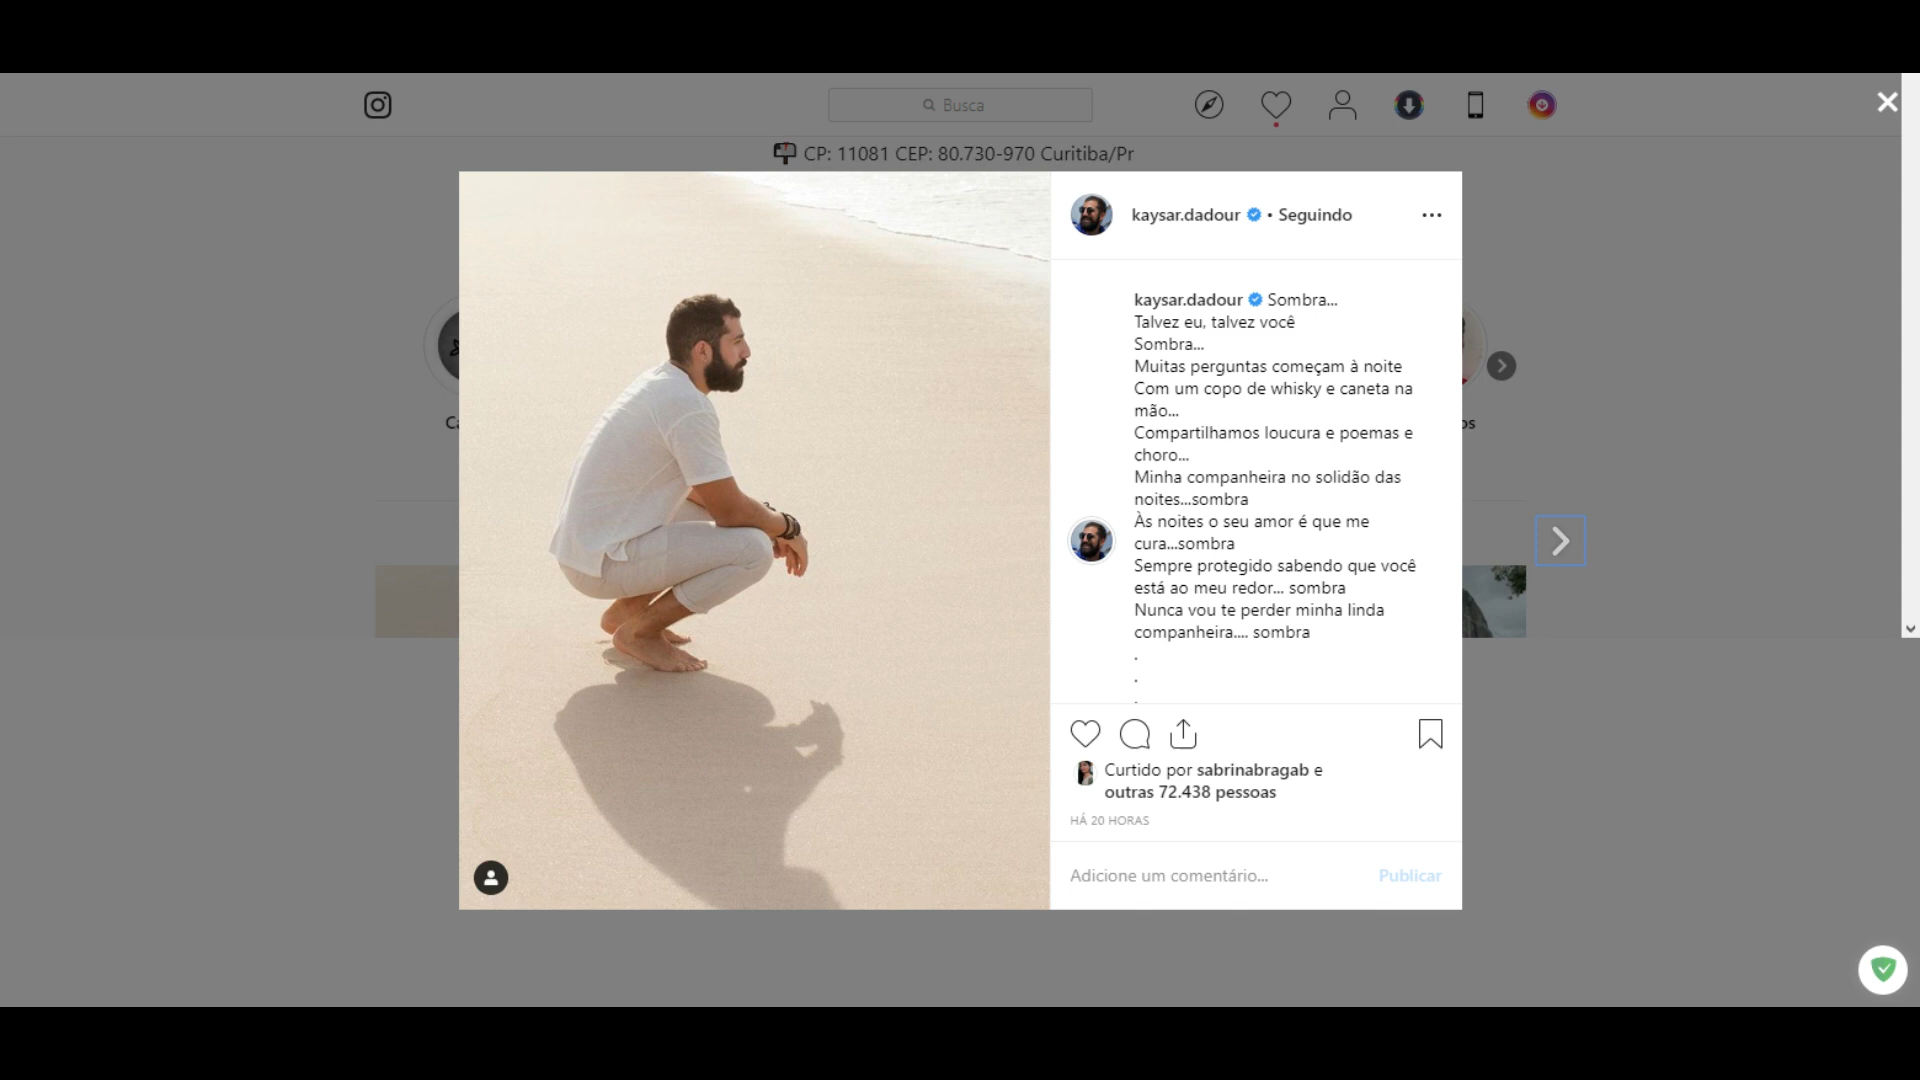 Busca
CP: 11081 CEP: 80.730-970 Curitiba/Pr
kaysar.dadour • Seguindo
kaysar.dadour Sombra...
Talvez eu, talvez você
Sombra...
Muitas perguntas começam à noite
Com um copo de whisky e caneta na
mão...
Compartilhamos loucura e poemas e
choro...
Minha companheira no solidão das
noites...sombra
Às noites o seu amor é que me
cura...sombra
Sempre protegido sabendo que você
está ao meu redor... sombra
Nunca vou te perder minha linda
companheira.... sombra
.
.
.
Curtido por sabrinabragab e
outras 72.438 pessoas
HÁ 20 HORAS
Adicione um comentário... Publicar